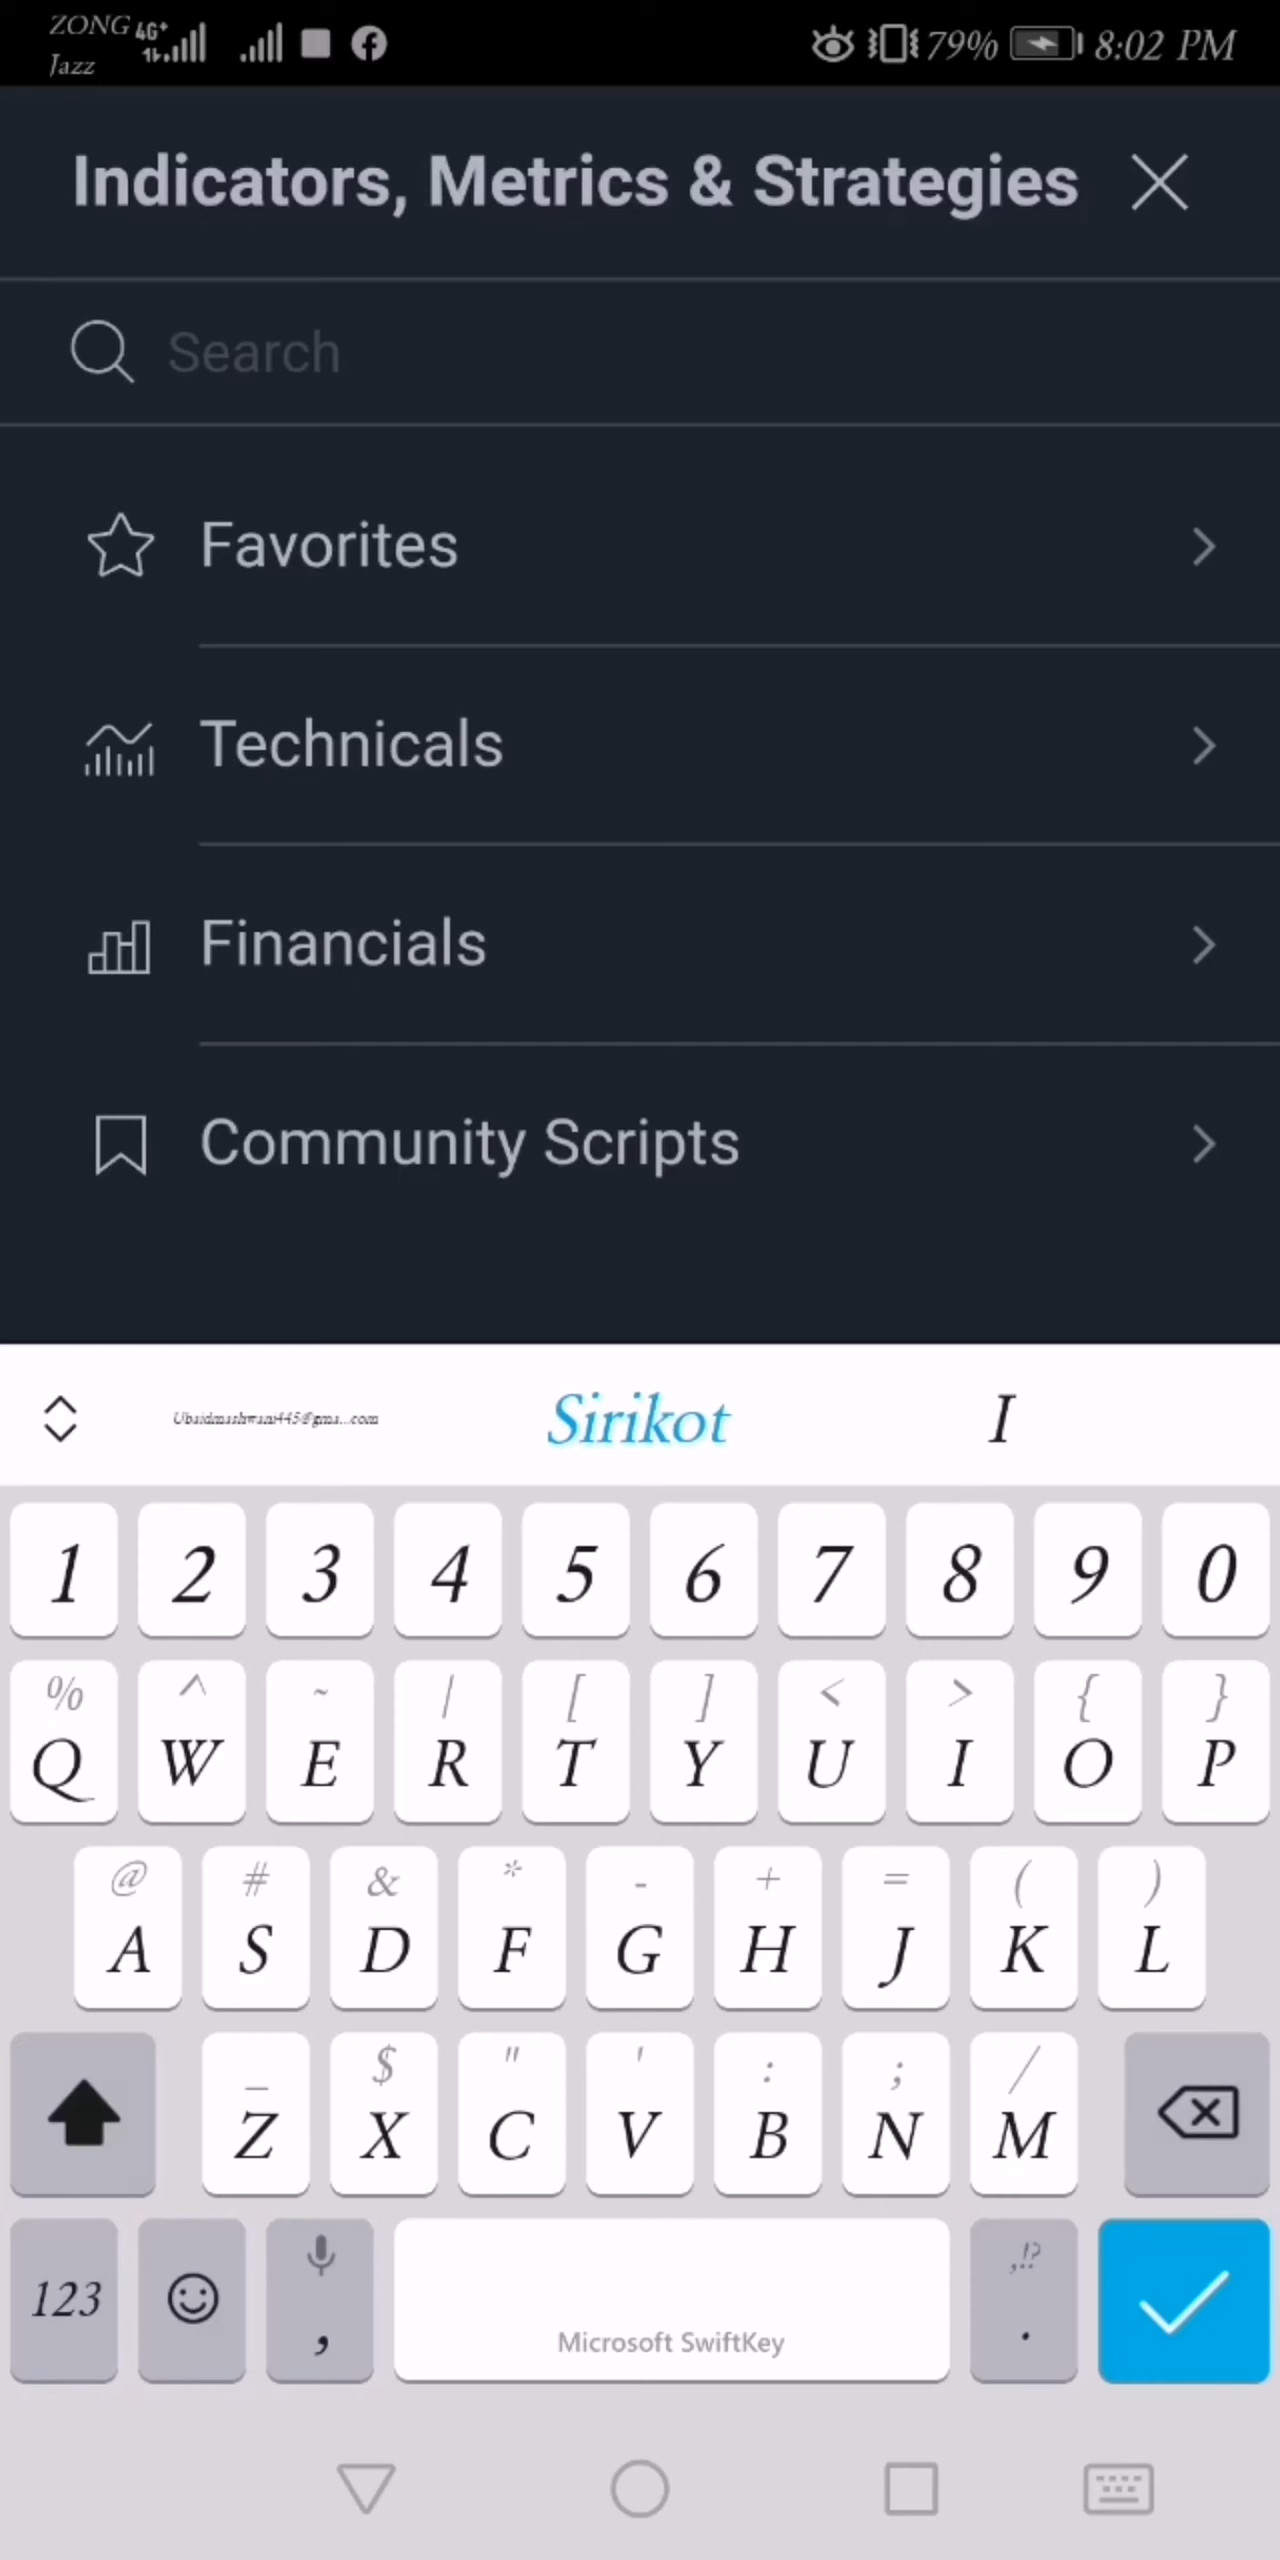 ZONG 4G+
Jazz
79% 8:02 PM
Indicators, Metrics & Strategies
Search
Favorites
Technicals
Financials
Community Scripts
Sirikot I
1 2 3 4 5 6 7 8 9 0
% ^ ~ | [ ] < > { }
Q W E R T Y U I O P
@ # & * - + = ( )
A S D F G H J K L
_ $ " ' : ; /
Z X C V B N M
,!?
123 , .
Microsoft SwiftKey